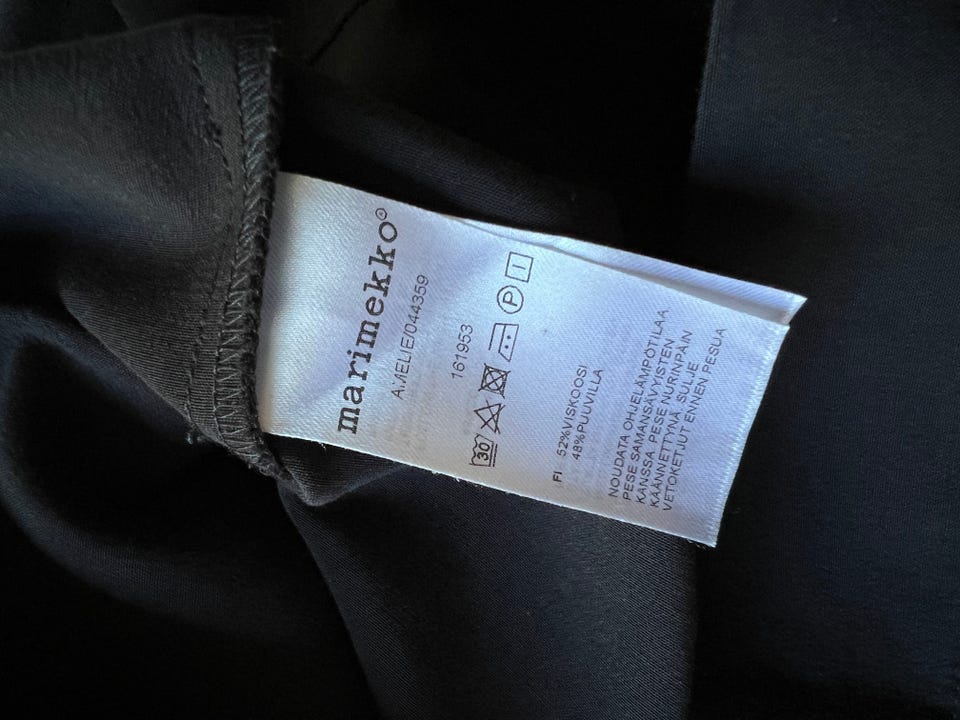 marimekko®
AMELIE/044359
161953
30 P
FI 52%VISKOOSI
48%PUUVILLA
NOUDATA OHJELÄMPÖTILAA
PESE SAMANSÄVYISTEN
KANSSA PESE NURINPÄIN
KÄÄNNETTYNÄ SULJE
VETOKETJUT ENNEN PESUA